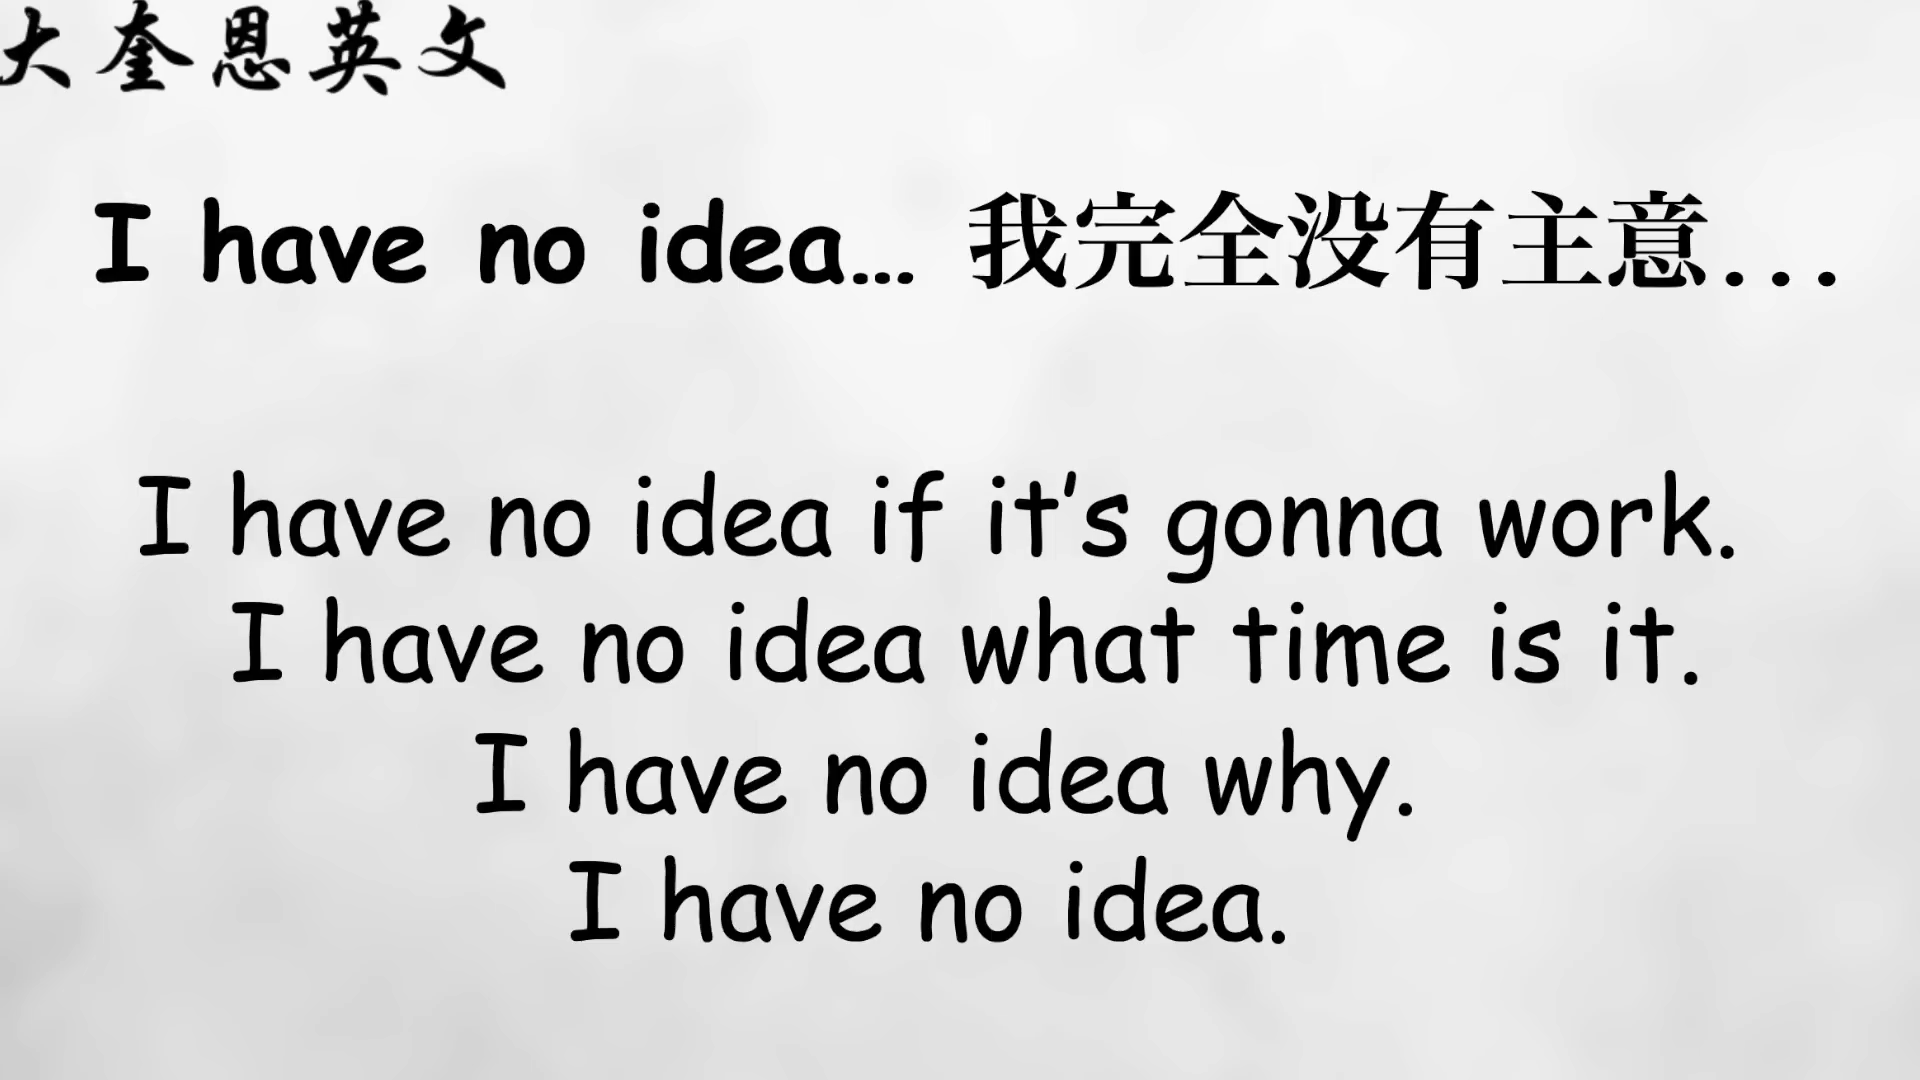 大奎恩英文
I have no idea… 我完全没有主意...
I have no idea if it’s gonna work.
I have no idea what time is it.
I have no idea why.
I have no idea.